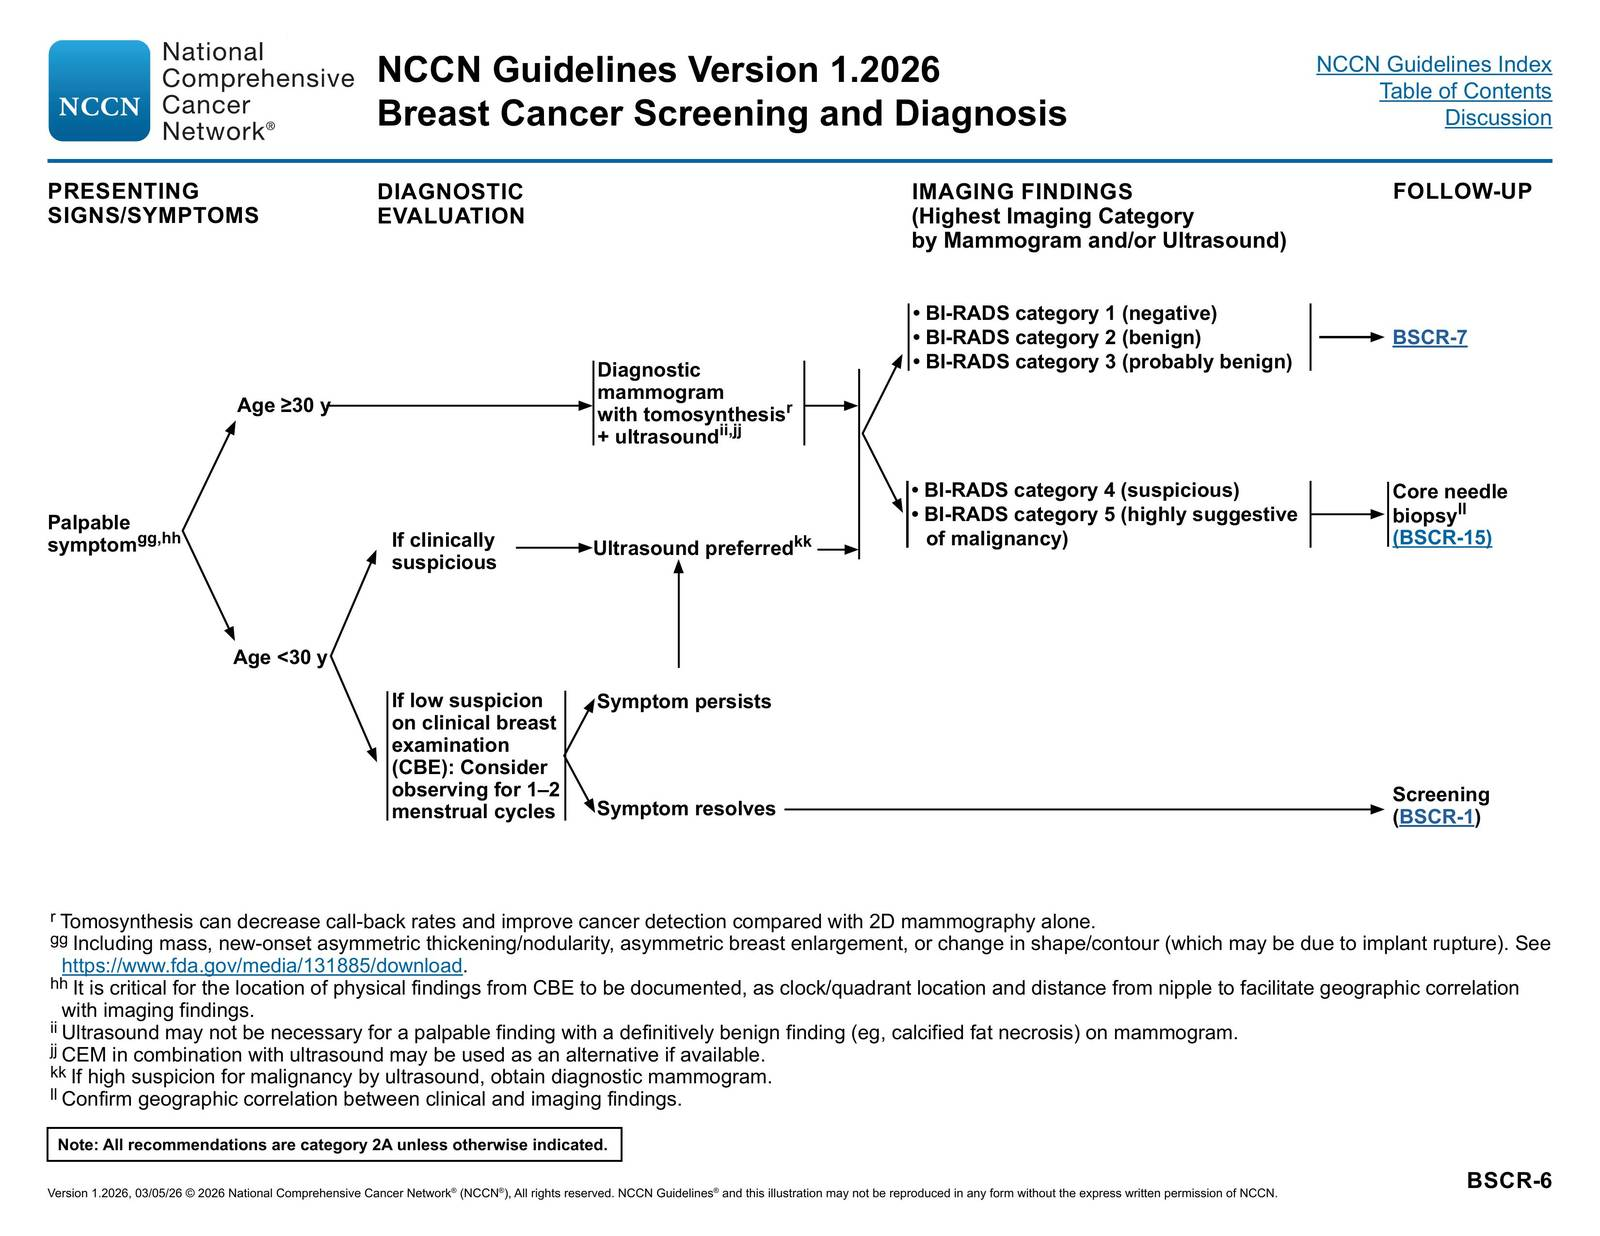 National
Comprehensive
Cancer
Network®
NCCN
NCCN Guidelines Version 1.2026
Breast Cancer Screening and Diagnosis
NCCN Guidelines Index
Table of Contents
Discussion
PRESENTING
SIGNS/SYMPTOMS
DIAGNOSTIC
EVALUATION
IMAGING FINDINGS
(Highest Imaging Category
by Mammogram and/or Ultrasound)
FOLLOW-UP
Palpable
symptomgg,hh
Age ≥30 y
Diagnostic
mammogram
with tomosynthesisr
+ ultrasoundii,jj
• BI-RADS category 1 (negative)
• BI-RADS category 2 (benign)
• BI-RADS category 3 (probably benign)
BSCR-7
• BI-RADS category 4 (suspicious)
• BI-RADS category 5 (highly suggestive
of malignancy)
Core needle
biopsyll
(BSCR-15)
Age <30 y
If clinically
suspicious
Ultrasound preferredkk
If low suspicion
on clinical breast
examination
(CBE): Consider
observing for 1–2
menstrual cycles
Symptom persists
Symptom resolves
Screening
(BSCR-1)
r Tomosynthesis can decrease call-back rates and improve cancer detection compared with 2D mammography alone.
gg Including mass, new-onset asymmetric thickening/nodularity, asymmetric breast enlargement, or change in shape/contour (which may be due to implant rupture). See
https://www.fda.gov/media/131885/download.
hh It is critical for the location of physical findings from CBE to be documented, as clock/quadrant location and distance from nipple to facilitate geographic correlation
with imaging findings.
ii Ultrasound may not be necessary for a palpable finding with a definitively benign finding (eg, calcified fat necrosis) on mammogram.
jj CEM in combination with ultrasound may be used as an alternative if available.
kk If high suspicion for malignancy by ultrasound, obtain diagnostic mammogram.
ll Confirm geographic correlation between clinical and imaging findings.
Note: All recommendations are category 2A unless otherwise indicated.
BSCR-6
Version 1.2026, 03/05/26 © 2026 National Comprehensive Cancer Network® (NCCN®), All rights reserved. NCCN Guidelines® and this illustration may not be reproduced in any form without the express written permission of NCCN.